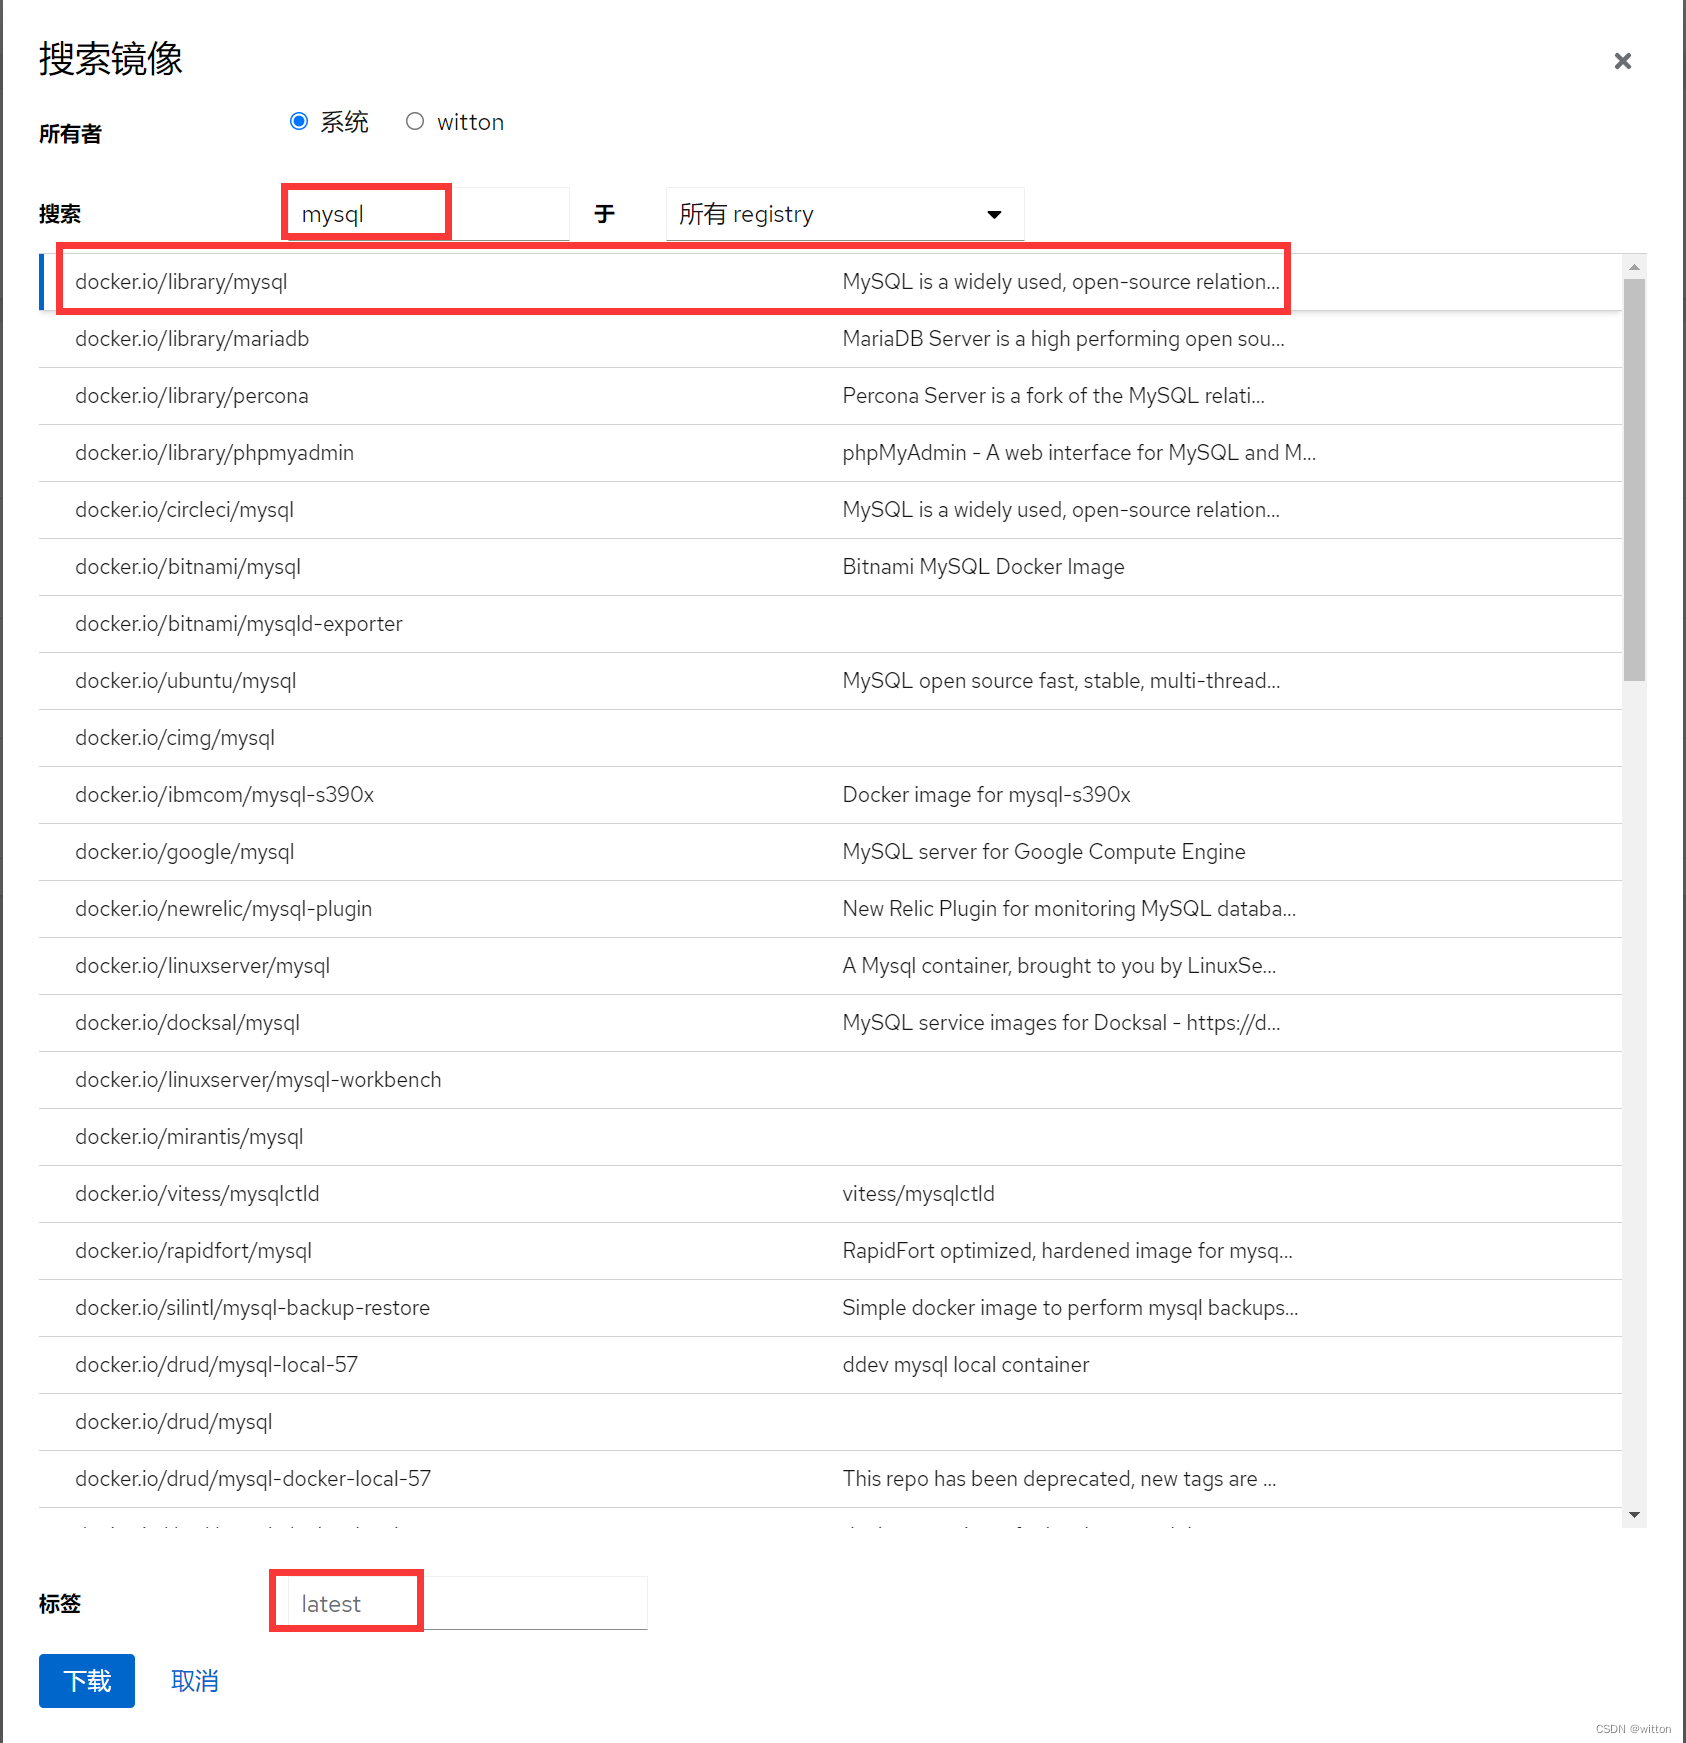 搜索镜像
所有者 系统 witton
搜索 mysql 于 所有 registry
docker.io/library/mysql MySQL is a widely used, open-source relation...
docker.io/library/mariadb MariaDB Server is a high performing open sou...
docker.io/library/percona Percona Server is a fork of the MySQL relati...
docker.io/library/phpmyadmin phpMyAdmin - A web interface for MySQL and M...
docker.io/circleci/mysql MySQL is a widely used, open-source relation...
docker.io/bitnami/mysql Bitnami MySQL Docker Image
docker.io/bitnami/mysqld-exporter
docker.io/ubuntu/mysql MySQL open source fast, stable, multi-thread...
docker.io/cimg/mysql
docker.io/ibmcom/mysql-s390x Docker image for mysql-s390x
docker.io/google/mysql MySQL server for Google Compute Engine
docker.io/newrelic/mysql-plugin New Relic Plugin for monitoring MySQL databa...
docker.io/linuxserver/mysql A Mysql container, brought to you by LinuxSe...
docker.io/docksal/mysql MySQL service images for Docksal - https://d...
docker.io/linuxserver/mysql-workbench
docker.io/mirantis/mysql
docker.io/vitess/mysqlctld vitess/mysqlctld
docker.io/rapidfort/mysql RapidFort optimized, hardened image for mysq...
docker.io/silintl/mysql-backup-restore Simple docker image to perform mysql backups...
docker.io/drud/mysql-local-57 ddev mysql local container
docker.io/drud/mysql
docker.io/drud/mysql-docker-local-57 This repo has been deprecated, new tags are ...
标签 latest
下载 取消
CSDN @witton